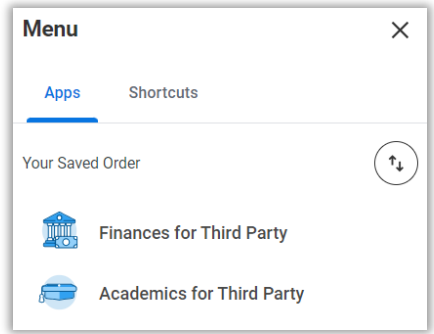 Menu
Apps Shortcuts
Your Saved Order
Finances for Third Party
Academics for Third Party